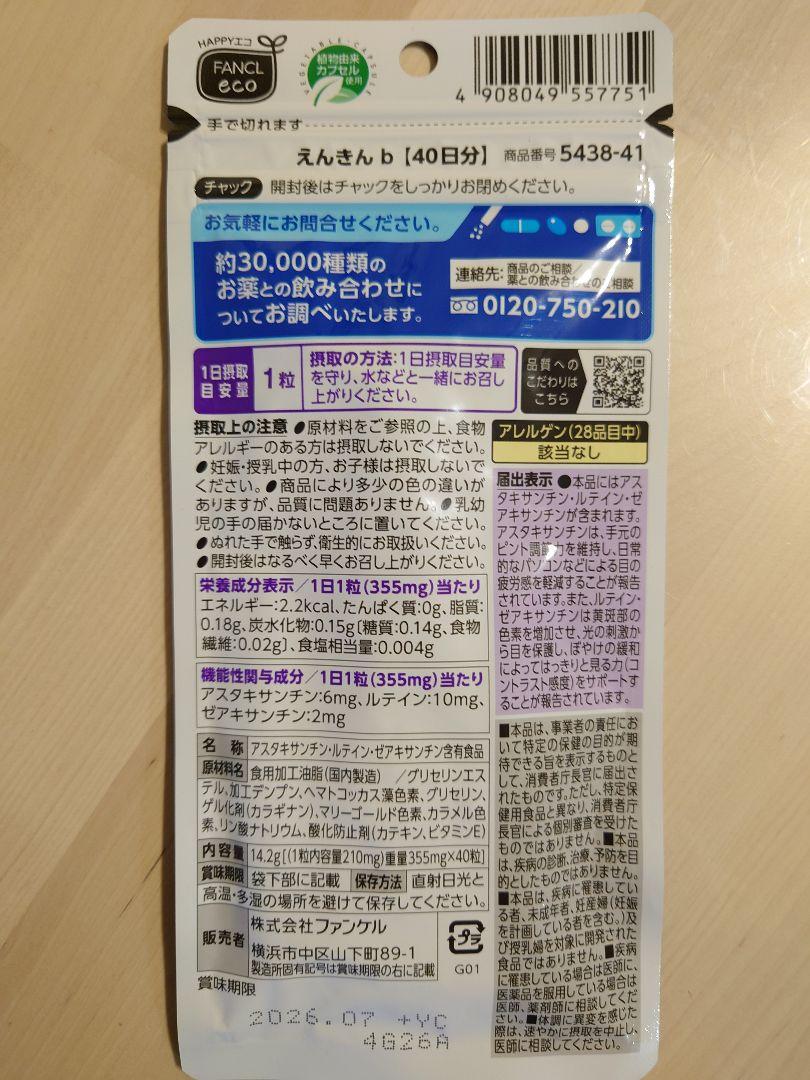 HAPPYエコ
FANCL
eco
VEGETABLE-CAPSULE
植物由来
カプセル
使用
4 908049 557751
手で切れます
えんきん b 【40日分】 商品番号 5438-41
チャック 開封後はチャックをしっかりお閉めください。
お気軽にお問合せください。
約30,000種類の
お薬との飲み合わせに
ついてお調べいたします。
連絡先: 商品のご相談/
薬との飲み合わせのご相談
0120-750-210
1日摂取
目安量
1粒
摂取の方法:1日摂取目安量
を守り、水などと一緒にお召し
上がりください。
品質への
こだわりは
こちら
摂取上の注意 ●原材料をご参照の上、食物
アレルギーのある方は摂取しないでください。
●妊娠・授乳中の方、お子様は摂取しないで
ください。●商品により多少の色の違いが
ありますが、品質に問題ありません。●乳幼
児の手の届かないところに置いてください。
●ぬれた手で触らず、衛生的にお取扱いください。
●開封後はなるべく早くお召し上がりください。
栄養成分表示/1日1粒(355mg)当たり
エネルギー:2.2kcal、たんぱく質:0g、脂質:
0.18g、炭水化物:0.15g〔糖質:0.14g、食物
繊維:0.02g〕、食塩相当量:0.004g
機能性関与成分/1日1粒(355mg)当たり
アスタキサンチン:6mg、ルテイン:10mg、
ゼアキサンチン:2mg
名称 アスタキサンチン・ルテイン・ゼアキサンチン含有食品
原材料名 食用加工油脂(国内製造) /グリセリンエス
テル、加工デンプン、ヘマトコッカス藻色素、グリセリン、
ゲル化剤(カラギナン)、マリーゴールド色素、カラメル色
素、リン酸ナトリウム、酸化防止剤(カテキン、ビタミンE)
内容量 14.2g[(1粒内容量210mg)重量355mg×40粒]
賞味期限 袋下部に記載 保存方法 直射日光と
高温・多湿の場所を避けて保存してください。
販売者 株式会社ファンケル
横浜市中区山下町89-1
製造所固有記号は賞味期限の右に記載
プラ
G01
賞味期限
2026.07 +YC
4G26A
アレルゲン(28品目中)
該当なし
届出表示 ●本品にはアス
タキサンチン・ルテイン・ゼ
アキサンチンが含まれます。
アスタキサンチンは、手元の
ピント調節力を維持し、日常
的なパソコンなどによる目の
疲労感を軽減することが報告
されています。また、ルテイン・
ゼアキサンチンは黄斑部の
色素を増加させ、光の刺激か
ら目を保護し、ぼやけの緩和
によってはっきりと見る力(コ
ントラスト感度)をサポートす
ることが報告されています。
■本品は、事業者の責任にお
いて特定の保健の目的が期
待できる旨を表示するものと
して、消費者庁長官に届出さ
れたものです。ただし、特定保
健用食品と異なり、消費者庁
長官による個別審査を受けた
ものではありません。■本品
は、疾病の診断、治療、予防を目
的としたものではありません。
■本品は、疾病に罹患してい
る者、未成年者、妊産婦(妊娠
を計画している者を含む。)及
び授乳婦を対象に開発された
食品ではありません。■疾病
に罹患している場合は医師に、
医薬品を服用している場合は
医師、薬剤師に相談してくだ
さい。■体調に異変を感じた
際は、速やかに摂取を中止し、
医師に相談してください。